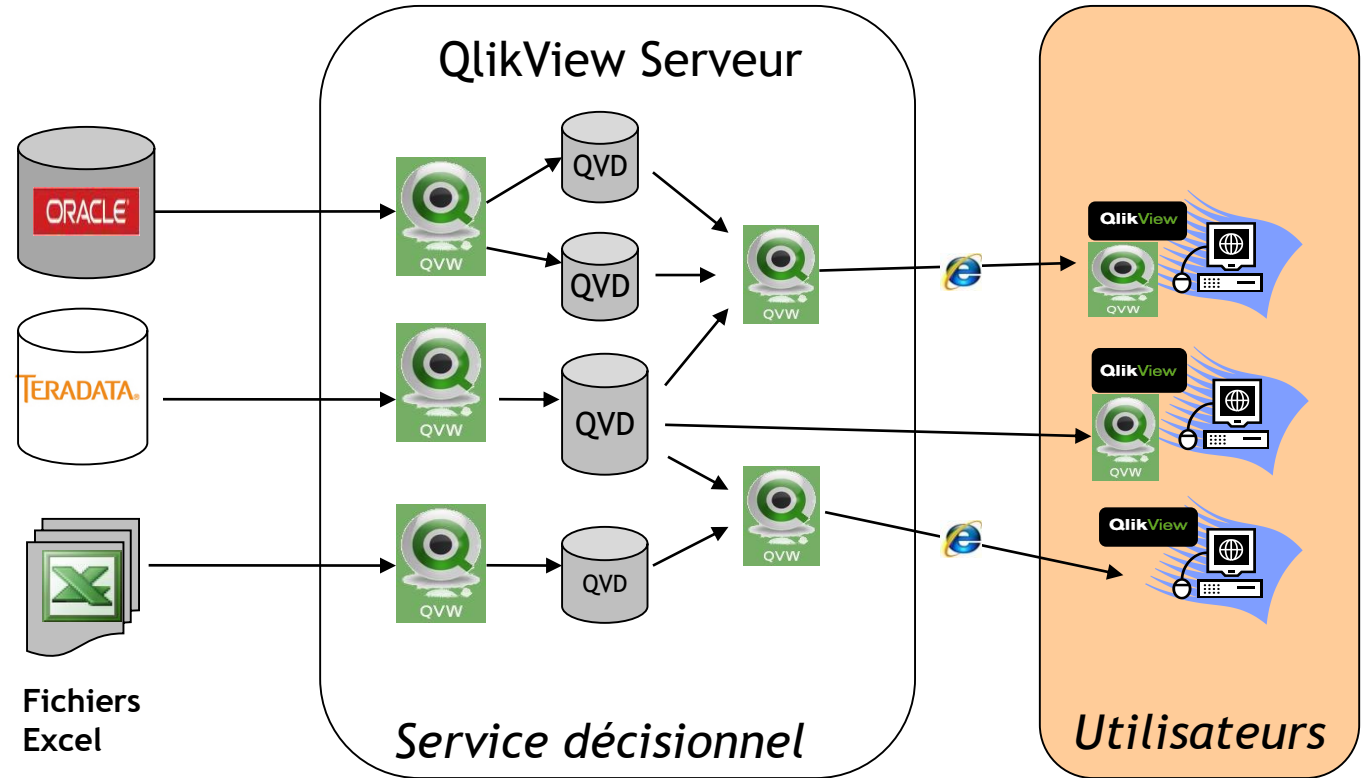 QlikView Serveur
ORACLE
TERADATA.
Fichiers
Excel
QVW
QVW
QVW
QVD
QVD
QVD
QVD
QVW
QVW
Service décisionnel
QlikView
QVW
QlikView
QVW
QlikView
Utilisateurs